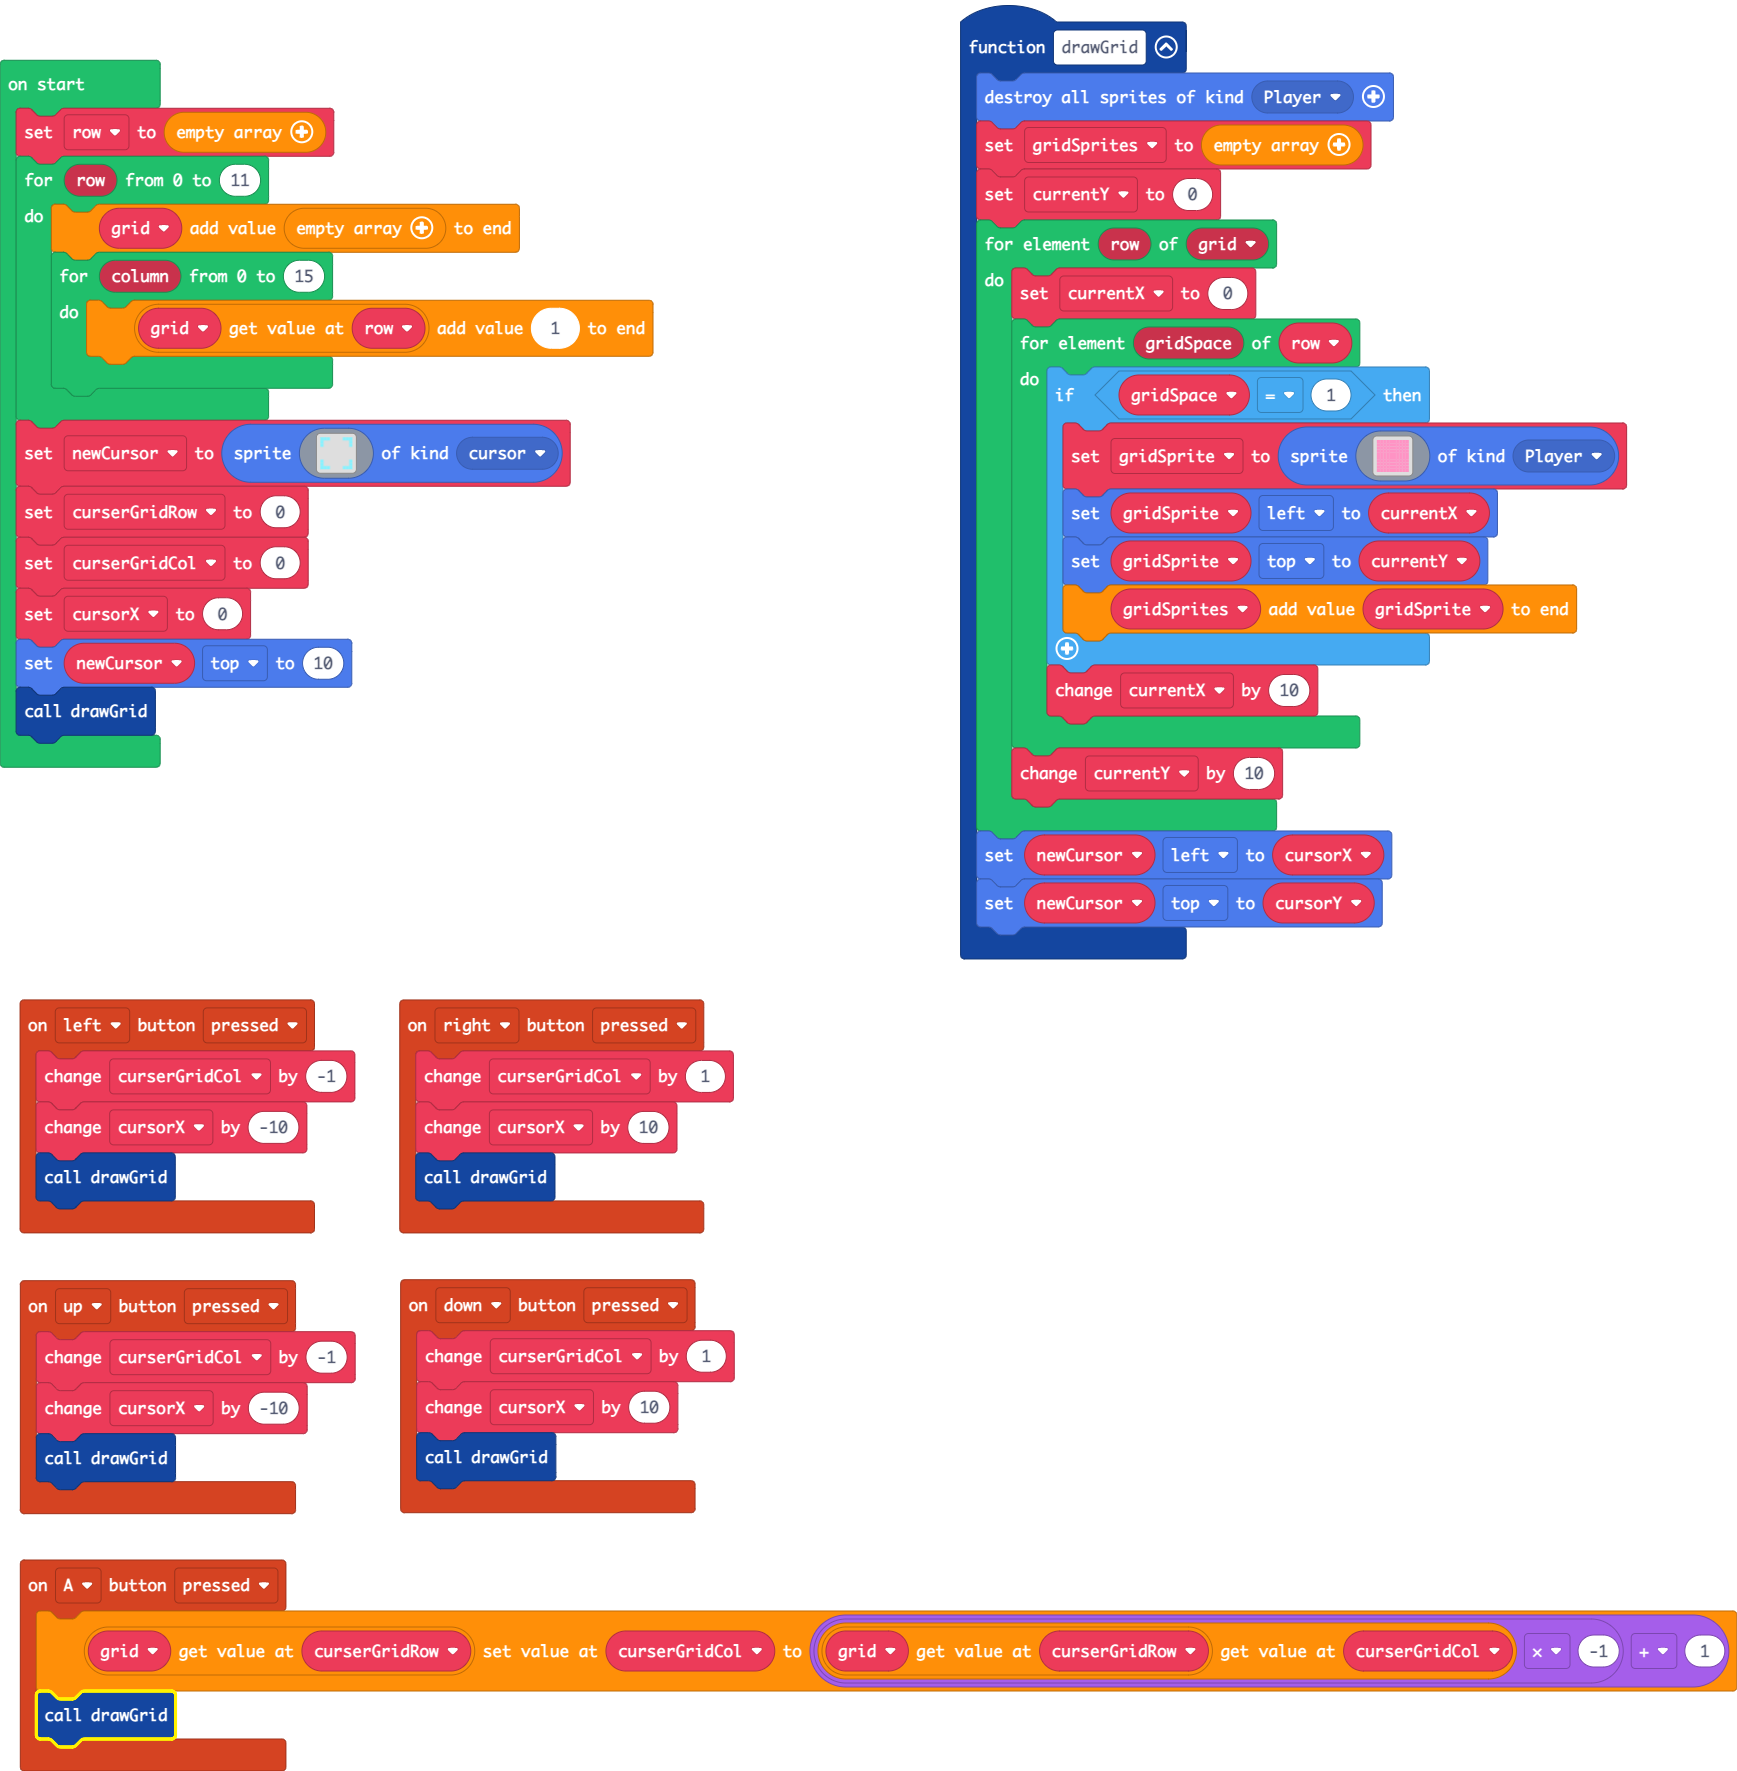 on start
set row to empty array
for row from 0 to 11
do grid add value empty array to end
for column from 0 to 15
do grid get value at row add value 1 to end
set newCursor to sprite of kind cursor
set curserGridRow to 0
set curserGridCol to 0
set cursorX to 0
set newCursor top to 10
call drawGrid
function drawGrid
destroy all sprites of kind Player
set gridSprites to empty array
set currentY to 0
for element row of grid
do set currentX to 0
for element gridSpace of row
do if gridSpace = 1 then
set gridSprite to sprite of kind Player
set gridSprite left to currentX
set gridSprite top to currentY
gridSprites add value gridSprite to end
change currentX by 10
change currentY by 10
set newCursor left to cursorX
set newCursor top to cursorY
on left button pressed
change curserGridCol by -1
change cursorX by -10
call drawGrid
on right button pressed
change curserGridCol by 1
change cursorX by 10
call drawGrid
on up button pressed
change curserGridCol by -1
change cursorX by -10
call drawGrid
on down button pressed
change curserGridCol by 1
change cursorX by 10
call drawGrid
on A button pressed
grid get value at curserGridRow set value at curserGridCol to grid get value at curserGridRow get value at curserGridCol × -1 + 1
call drawGrid